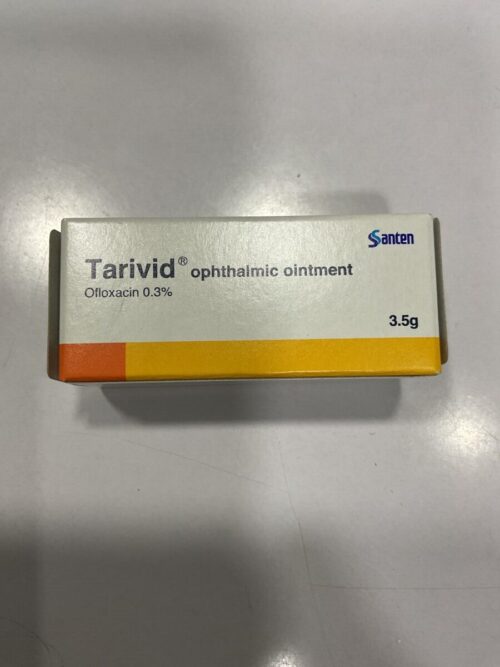 Santen
Tarivid® ophthalmic ointment
Ofloxacin 0.3%
3.5g